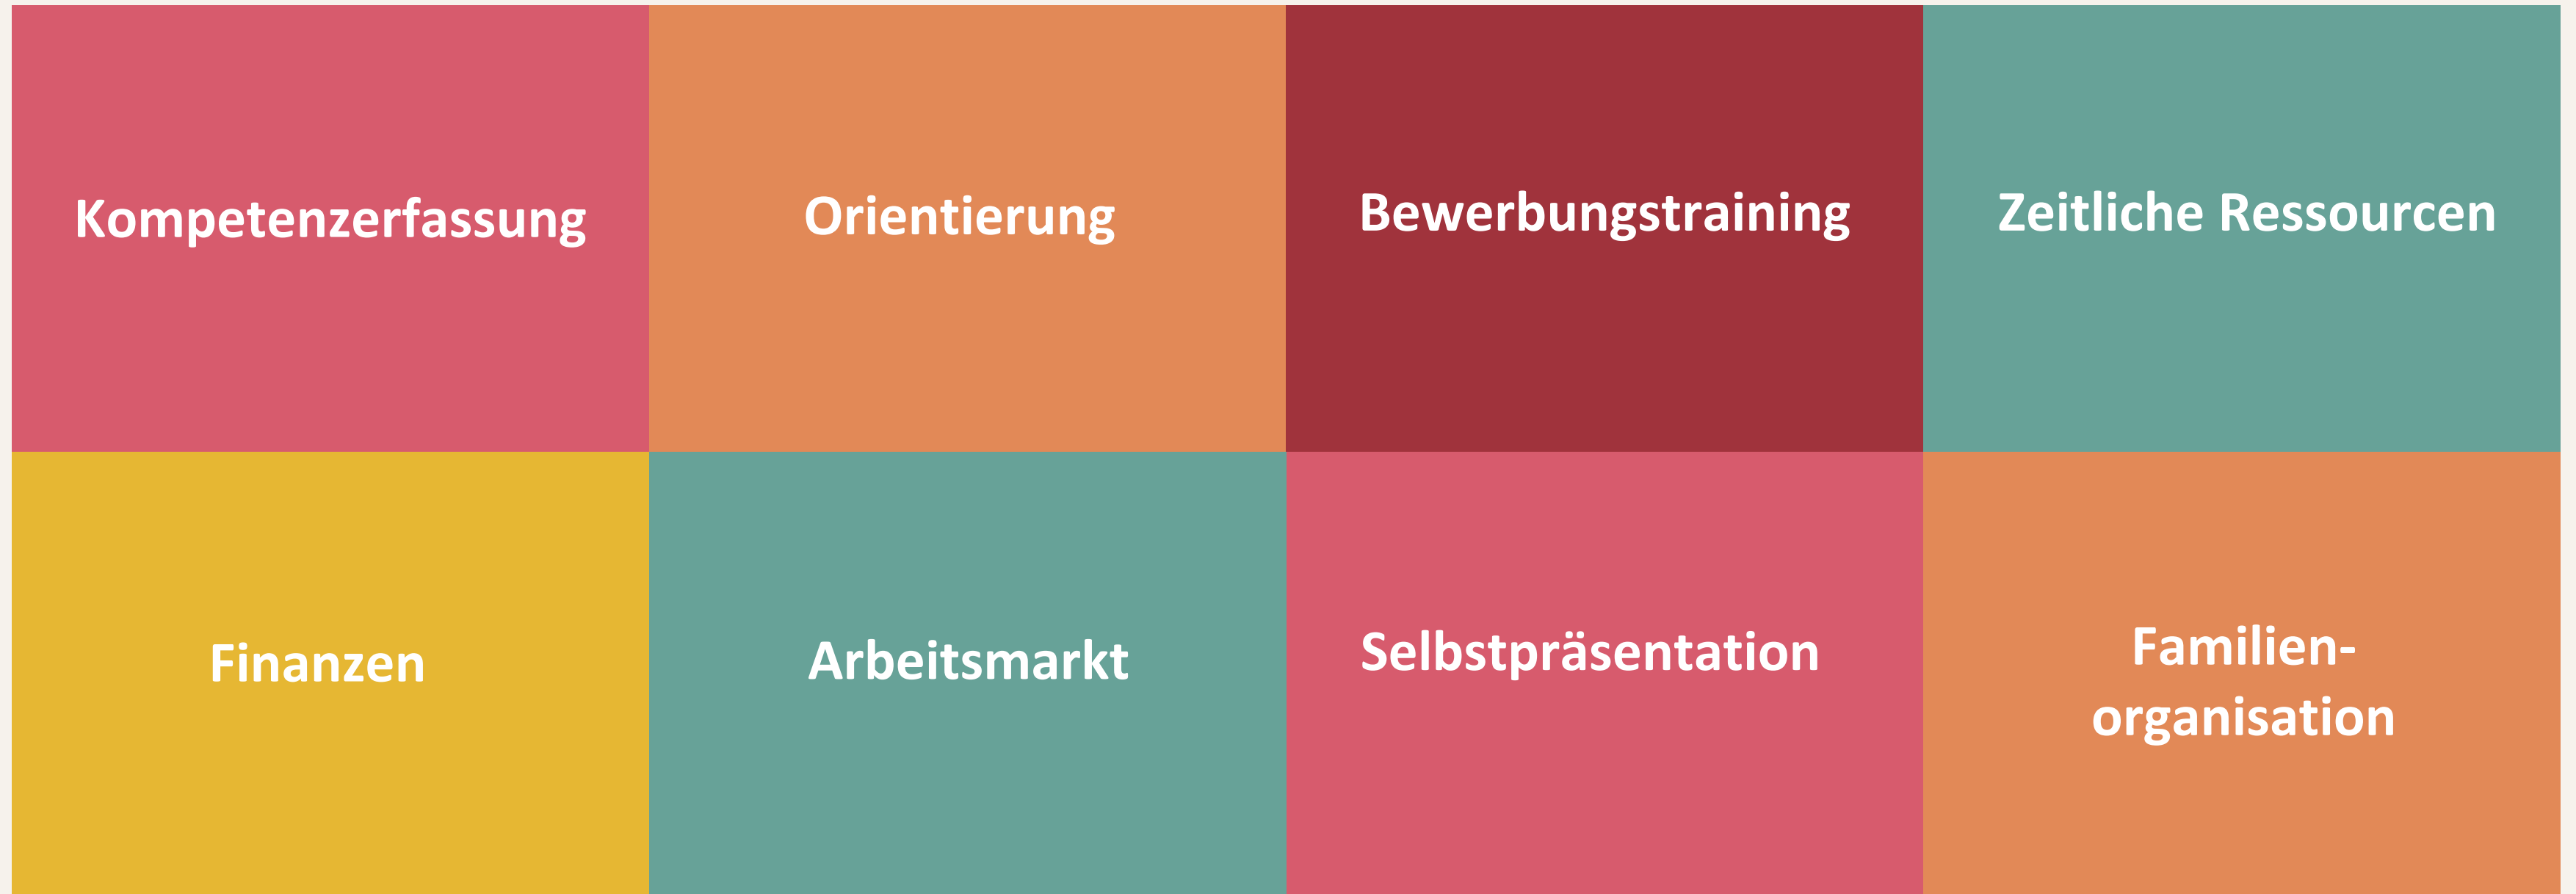 Kompetenzerfassung
Orientierung
Bewerbungstraining
Zeitliche Ressourcen
Finanzen
Arbeitsmarkt
Selbstpräsentation
Familien-
organisation